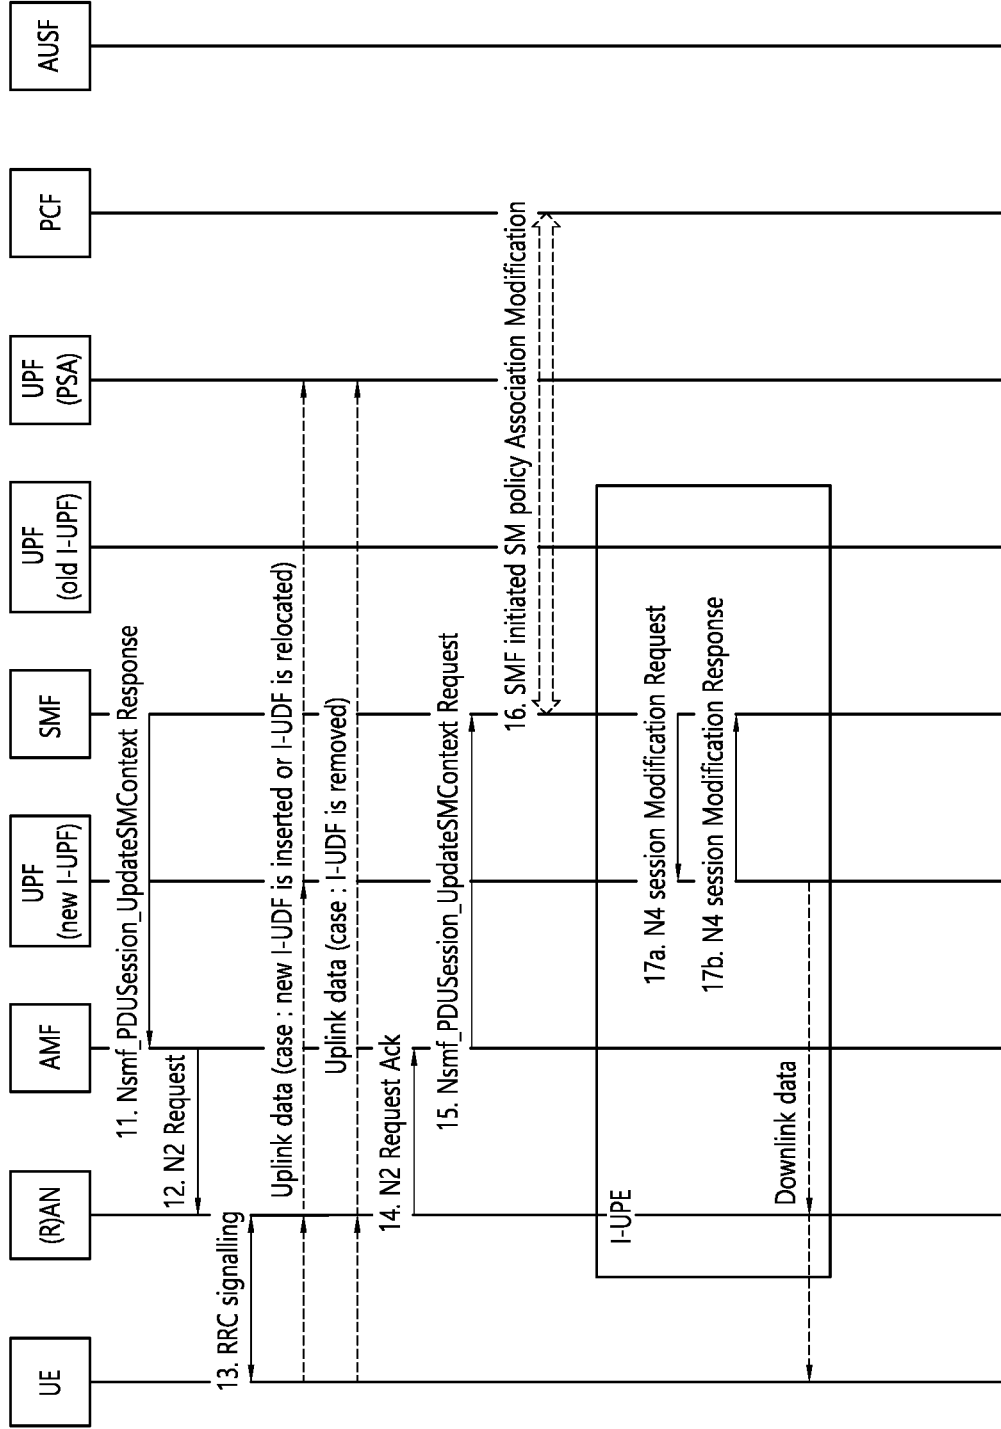 UE
(R)AN
AMF
UPF
(new I-UPF)
SMF
UPF
(old I-UPF)
UPF
(PSA)
PCF
AUSF
11. Nsmf_PDUSession_UpdateSMContext Response
12. N2 Request
13. RRC signalling
Uplink data (case : new I-UDF is inserted or I-UDF is relocated)
Uplink data (case : I-UDF is removed)
14. N2 Request Ack
15. Nsmf_PDUSession_UpdateSMContext Request
16. SMF initiated SM policy Association Modification
I-UPE
17a. N4 session Modification Request
17b. N4 session Modification Response
Downlink data